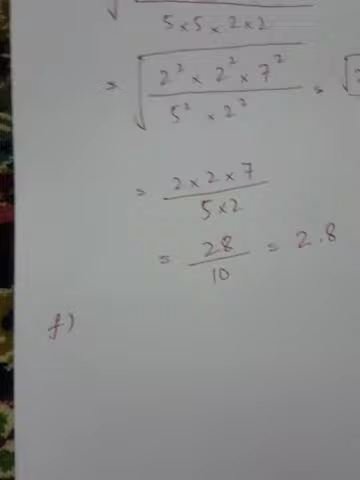 5×5×2×2
= √(2² × 2² × 7² / 5² × 2²) =
= 2×2×7 / 5×2
= 28 / 10 = 2.8
f)